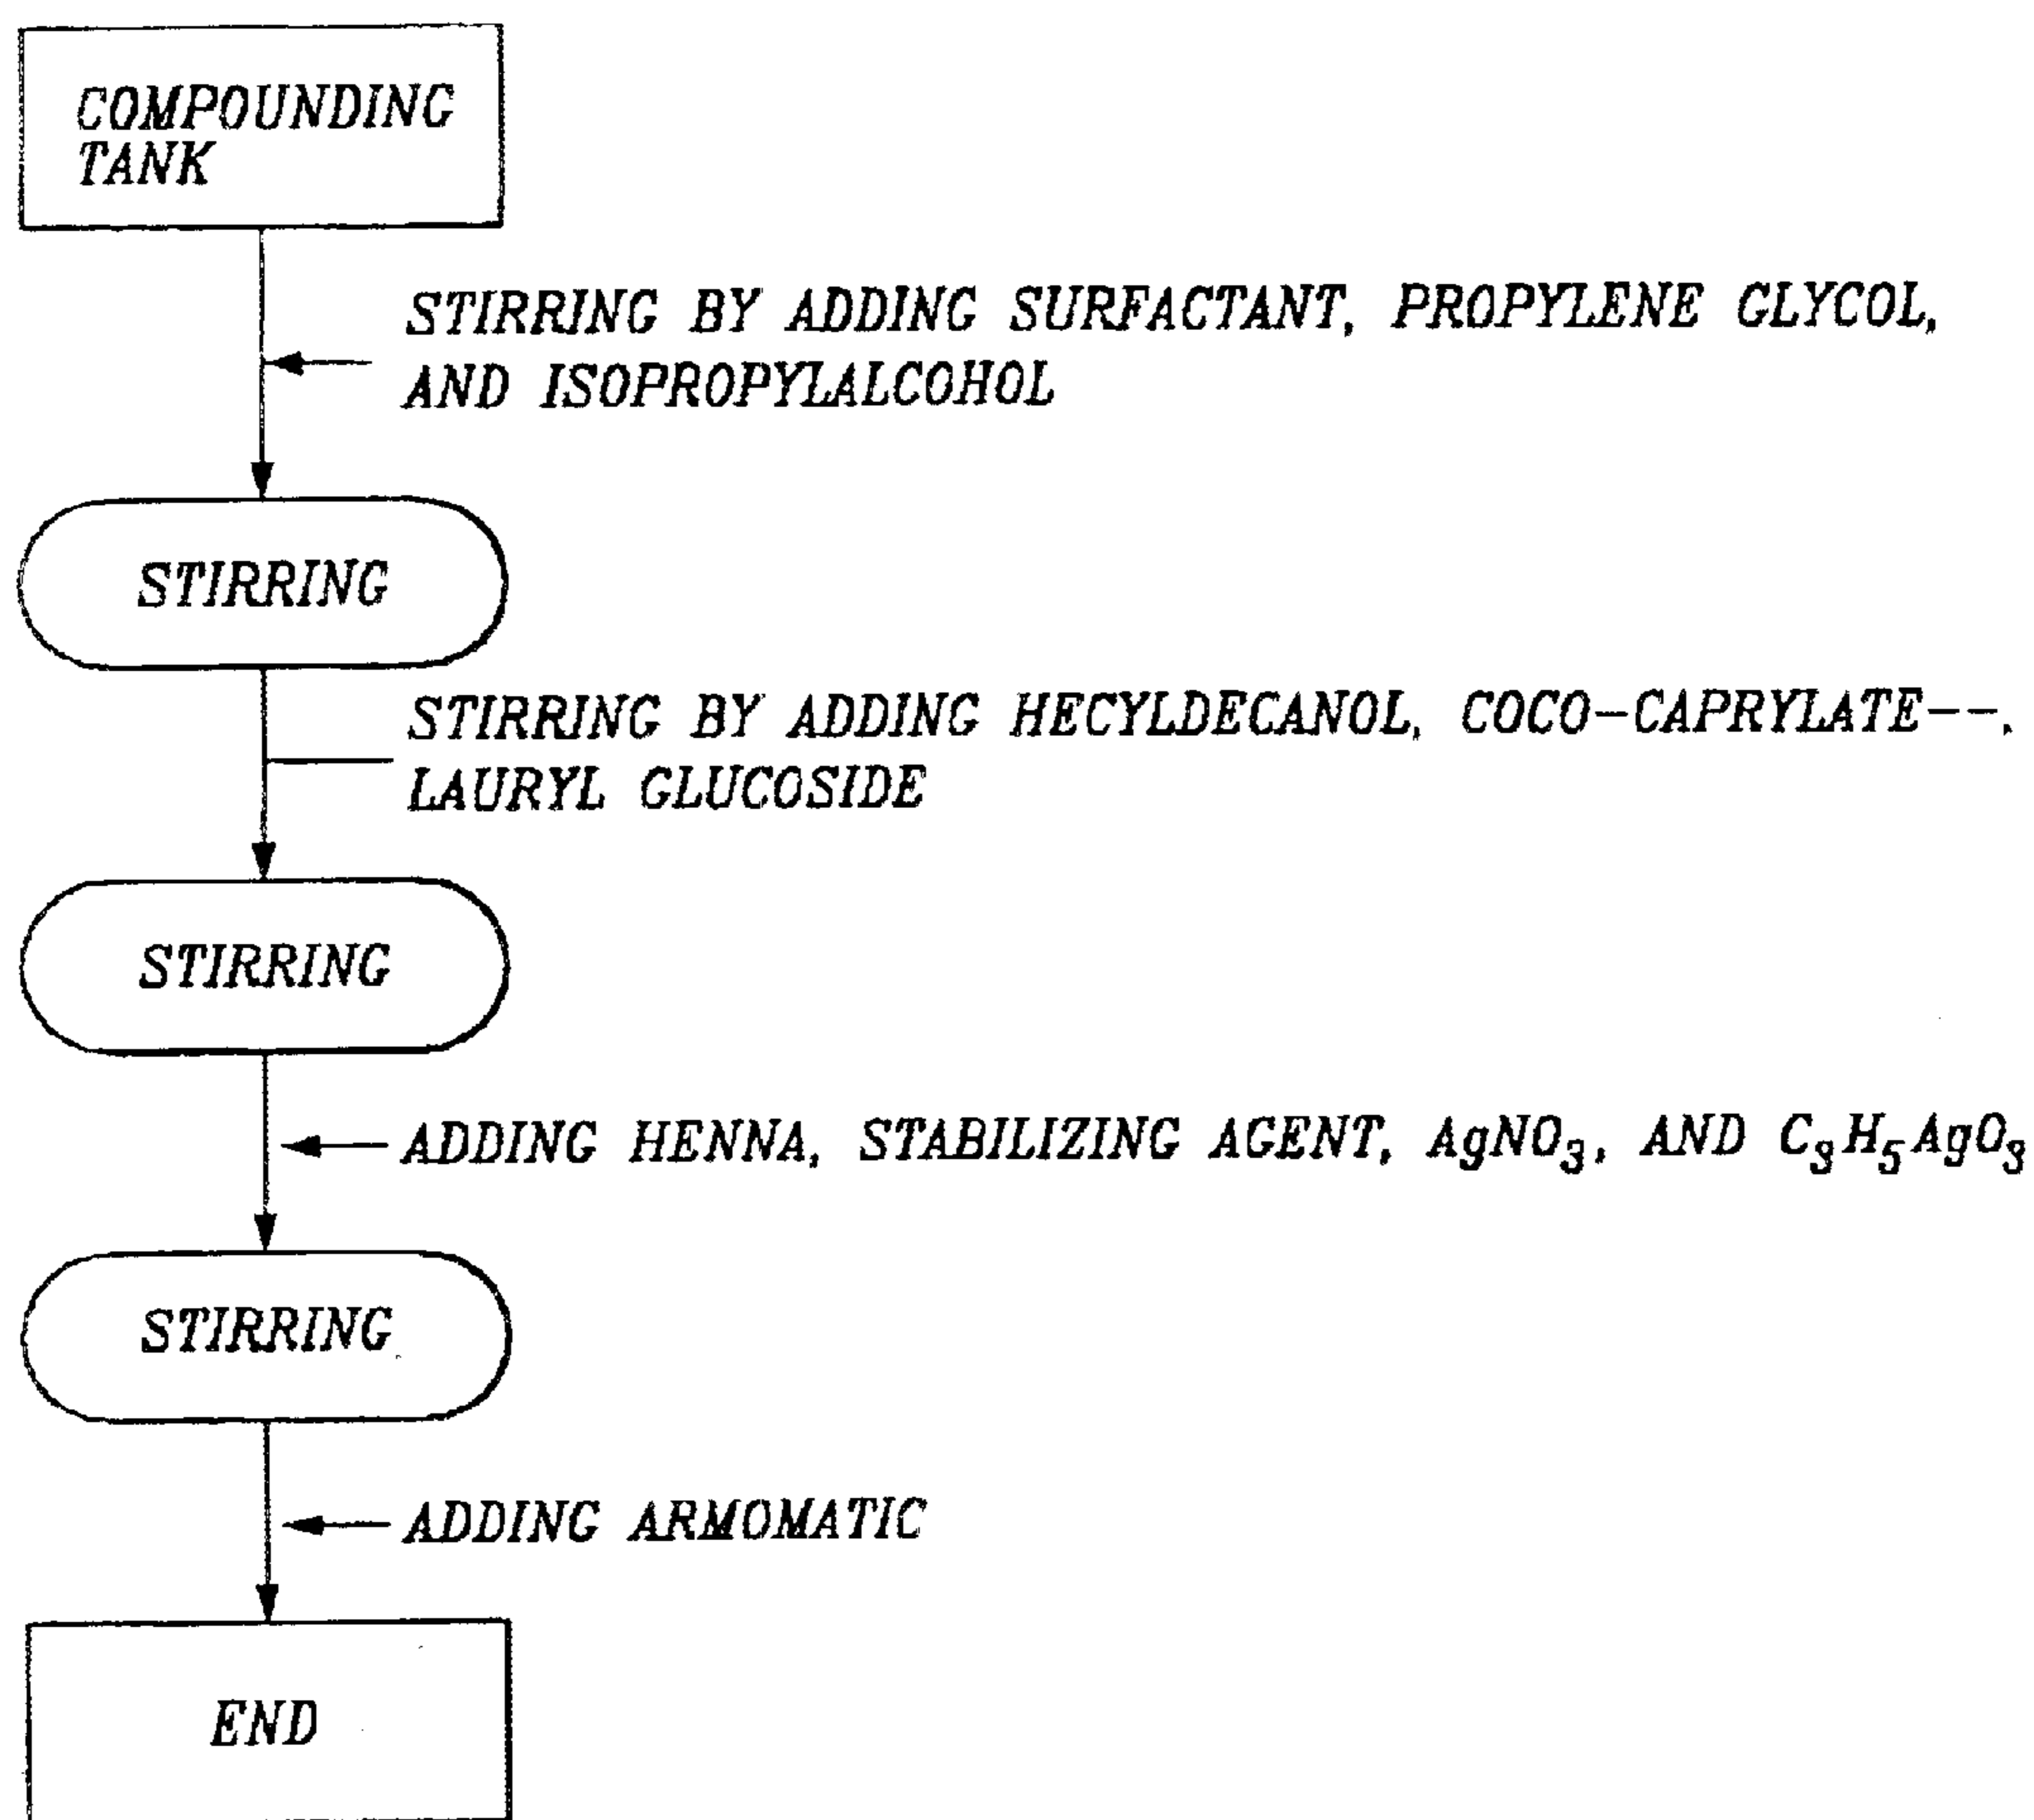 COMPOUNDING
TANK
STIRRING BY ADDING SURFACTANT, PROPYLENE GLYCOL,
AND ISOPROPYLALCOHOL
STIRRING
STIRRING BY ADDING HECYLDECANOL, COCO-CAPRYLATE--,
LAURYL GLUCOSIDE
STIRRING
ADDING HENNA, STABILIZING AGENT, AgNO₃, AND C₃H₅AgO₃
STIRRING
ADDING ARMOMATIC
END